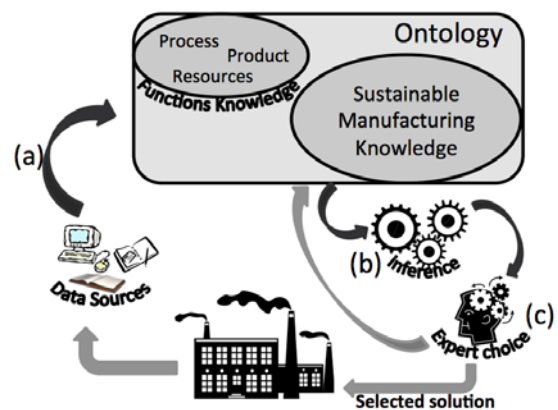 Ontology
Process
Product
Resources
Functions Knowledge
Sustainable
Manufacturing
Knowledge
(a)
(b)
Inference
(c)
Data Sources
Expert choice
Selected solution